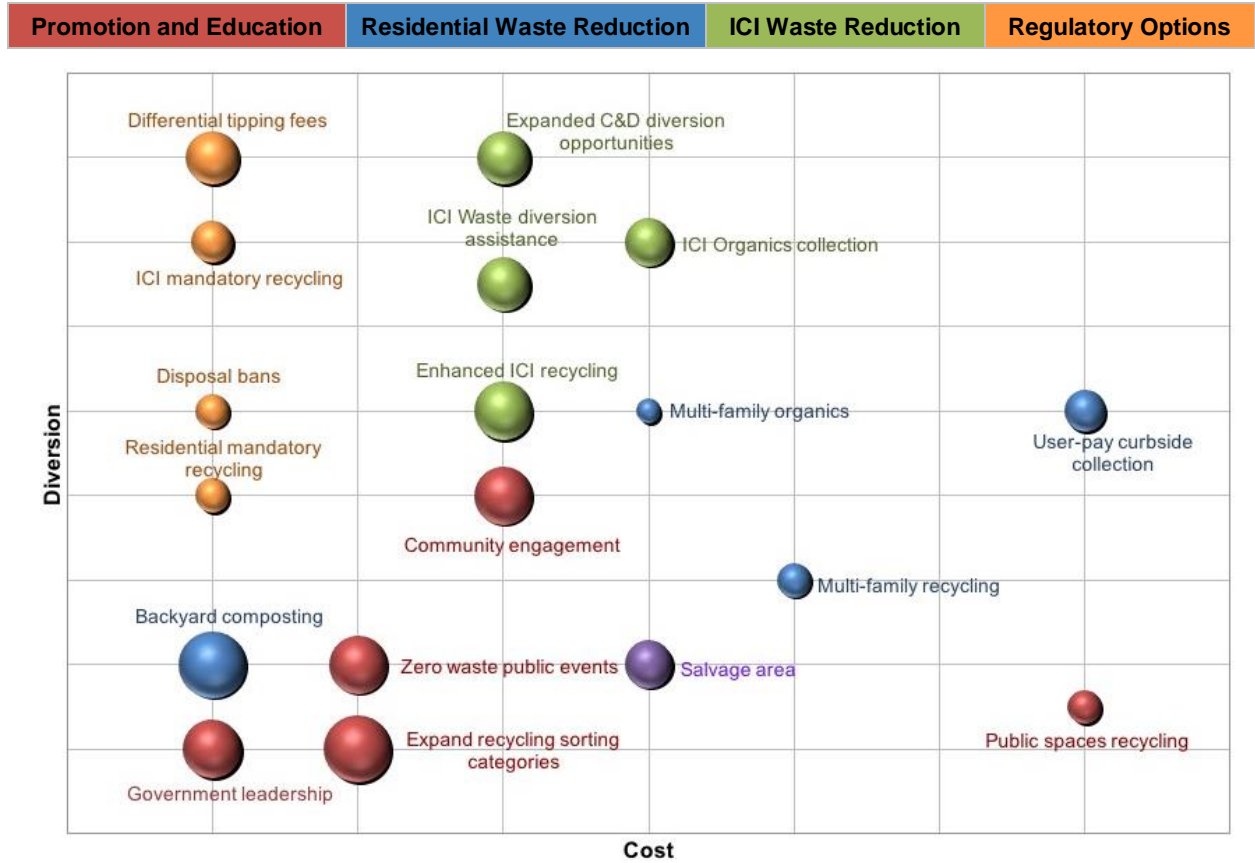 Promotion and Education
Residential Waste Reduction
ICI Waste Reduction
Regulatory Options
Differential tipping fees
Expanded C&D diversion
opportunities
ICI Waste diversion
assistance
ICI Organics collection
ICI mandatory recycling
Disposal bans
Enhanced ICI recycling
Multi-family organics
User-pay curbside
collection
Residential mandatory
recycling
Community engagement
Multi-family recycling
Backyard composting
Zero waste public events
Salvage area
Expand recycling sorting
categories
Public spaces recycling
Government leadership
Diversion
Cost